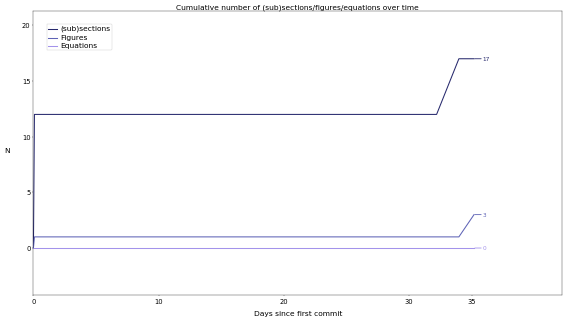 Cumulative number of (sub)sections/figures/equations over time
20
(sub)sections
Figures
Equations
17
15
10
N
5
3
0
0
0
10
20
30
35
Days since first commit